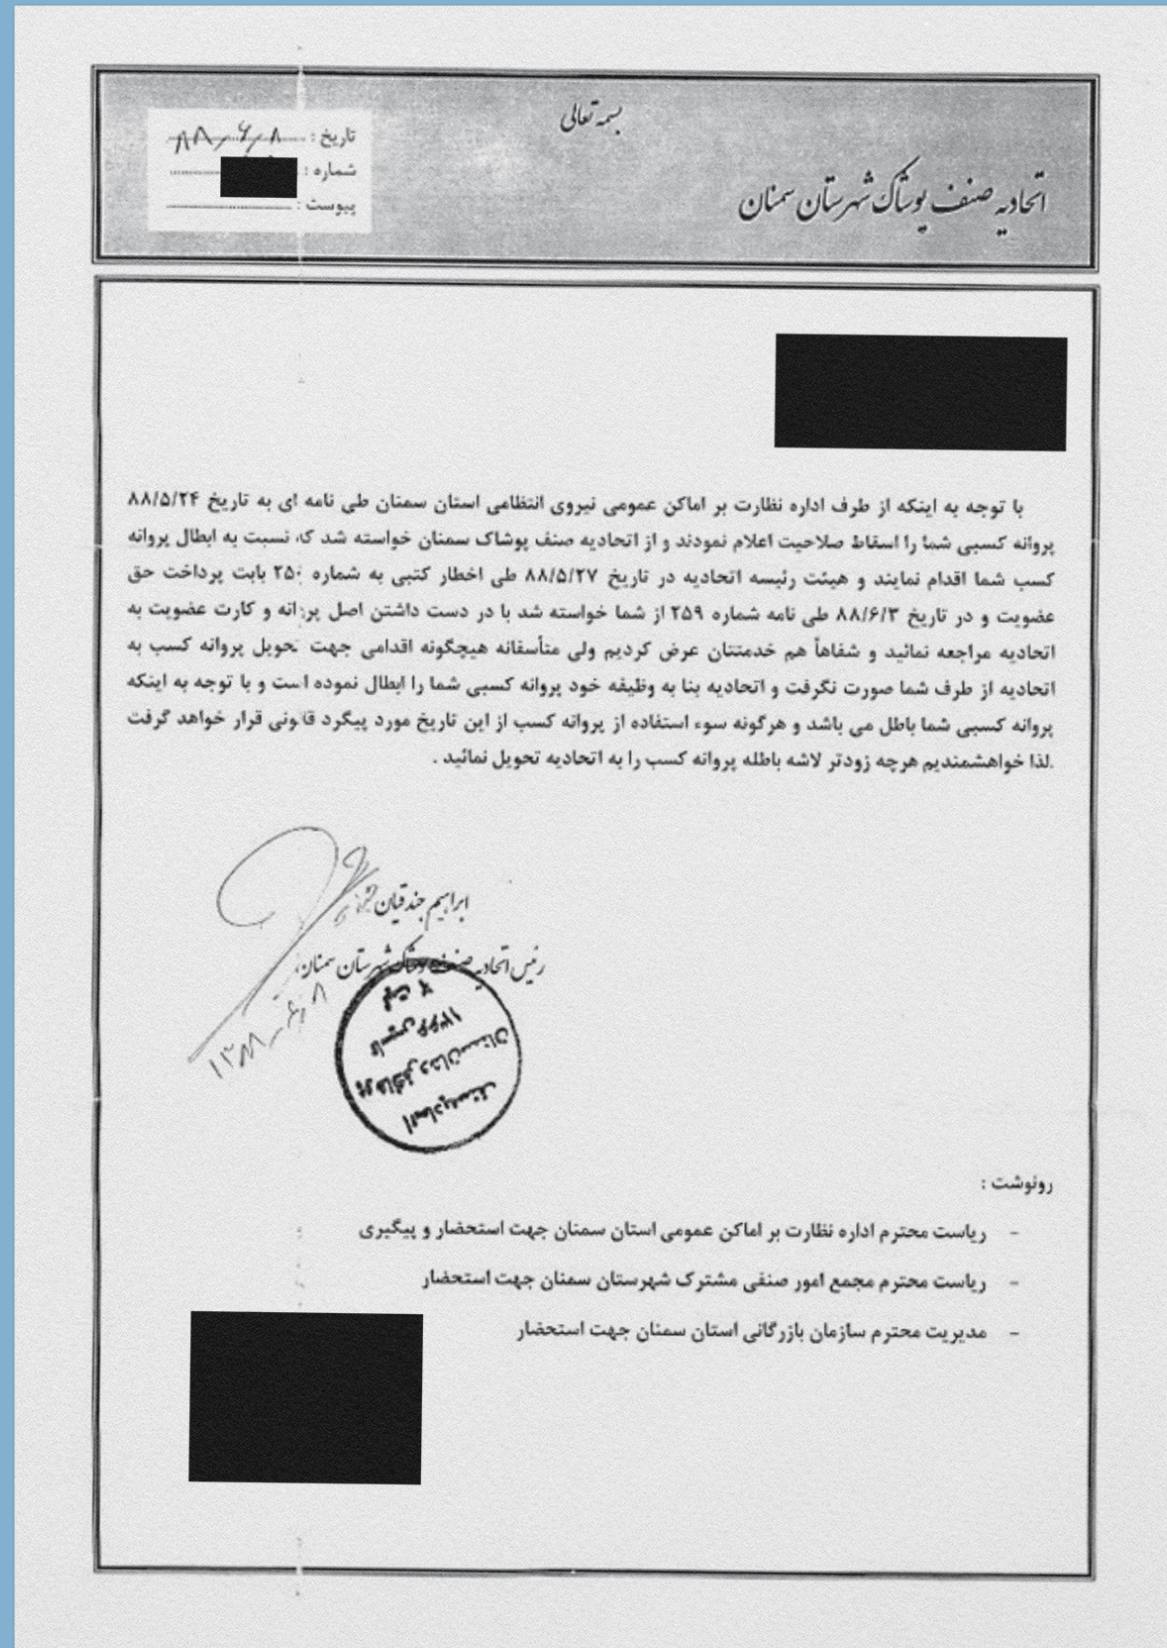 بسمه تعالی
اتحادیه صنف پوشاک شهرستان سمنان
تاریخ : ۸۸/۶/۸
شماره :
پیوست :
با توجه به اینکه از طرف اداره نظارت بر اماکن عمومی نیروی انتظامی استان سمنان طی نامه ای به تاریخ ۸۸/۵/۲۴
پروانه کسبی شما را اسقاط صلاحیت اعلام نمودند و از اتحادیه صنف پوشاک سمنان خواسته شد که نسبت به ابطال پروانه
کسب شما اقدام نمایند و هیئت رئیسه اتحادیه در تاریخ ۸۸/۵/۲۷ طی اخطار کتبی به شماره بابت پرداخت حق
عضویت و در تاریخ ۸۸/۶/۳ طی نامه شماره ۲۵۹ از شما خواسته شد با در دست داشتن اصل پروانه و کارت عضویت به
اتحادیه مراجعه نمائید و شفاهاً هم خدمتتان عرض کردیم ولی متأسفانه هیچگونه اقدامی جهت تحویل پروانه کسب به
اتحادیه از طرف شما صورت نگرفت و اتحادیه بنا به وظیفه خود پروانه کسبی شما را ابطال نموده است و با توجه به اینکه
پروانه کسبی شما باطل می باشد و هرگونه سوء استفاده از پروانه کسب از این تاریخ مورد پیگرد قانونی قرار خواهد گرفت
.لذا خواهشمندیم هرچه زودتر لاشه باطله پروانه کسب را به اتحادیه تحویل نمائید .
ابراهیم جندقیان
رئیس اتحادیه صنف پوشاک شهرستان سمنان
۱۳۸۸/۶/۸
رونوشت :
- ریاست محترم اداره نظارت بر اماکن عمومی استان سمنان جهت استحضار و پیگیری
- ریاست محترم مجمع امور صنفی مشترک شهرستان سمنان جهت استحضار
- مدیریت محترم سازمان بازرگانی استان سمنان جهت استحضار